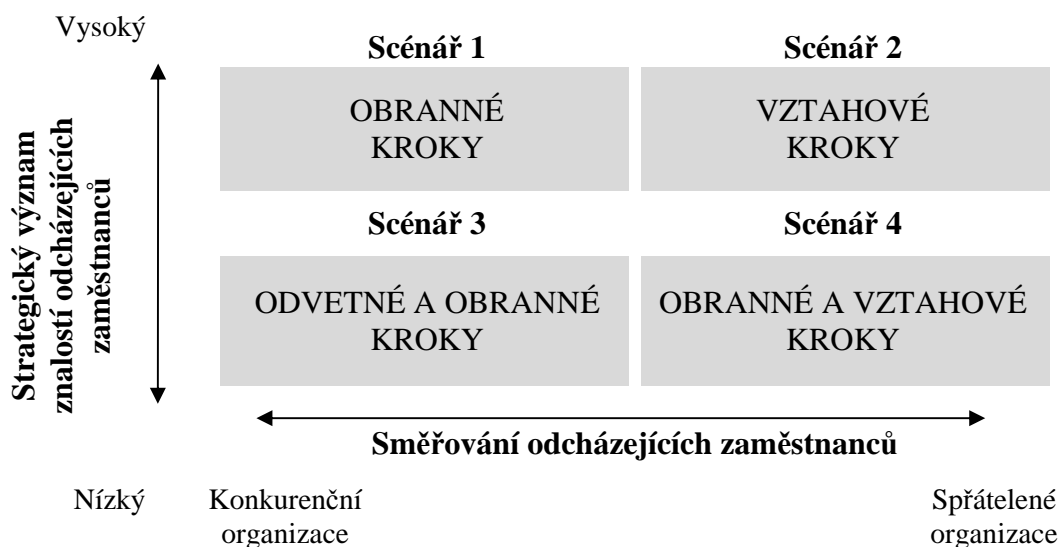 Vysoký
Scénář 1
Scénář 2
OBRANNÉ
KROKY
VZTAHOVÉ
KROKY
Strategický význam
znalostí odcházejících
zaměstnanců
Scénář 3
Scénář 4
ODVETNÉ A OBRANNÉ
KROKY
OBRANNÉ A VZTAHOVÉ
KROKY
Směřování odcházejících zaměstnanců
Nízký
Konkurenční
organizace
Spřátelené
organizace